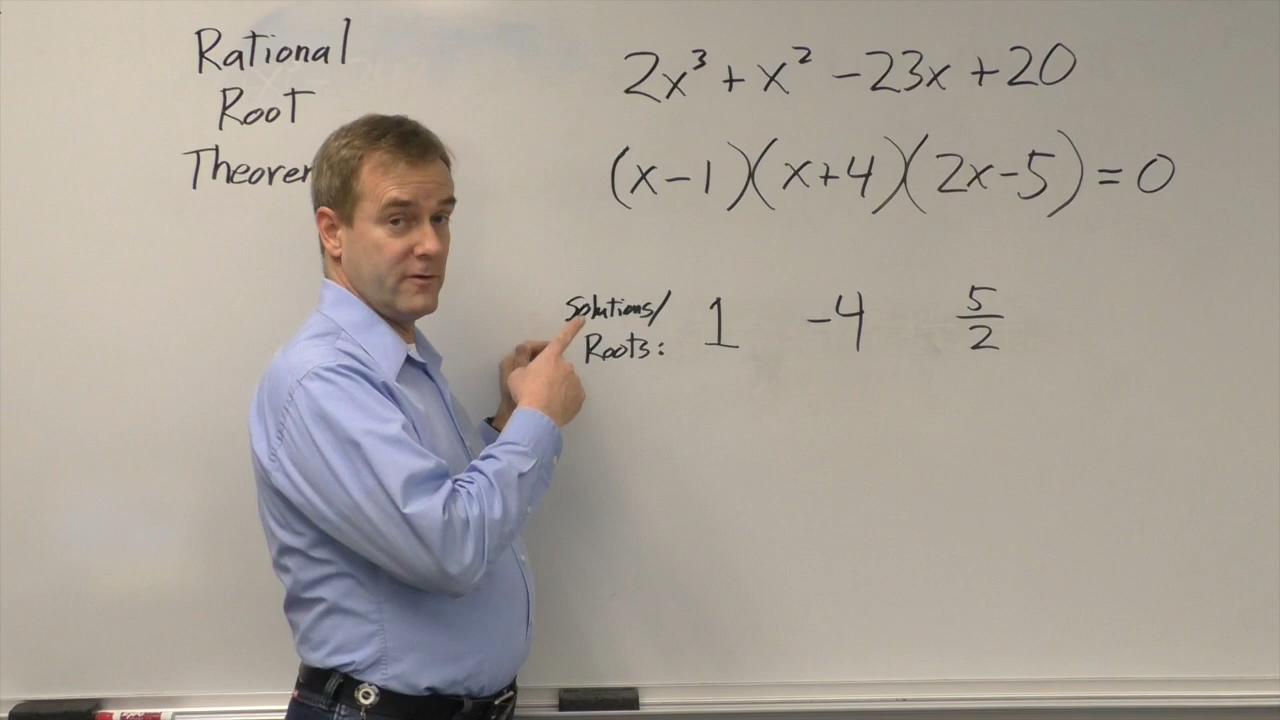 Rational
Root
Theorem
2x³ + x² - 23x + 20
(x-1)(x+4)(2x-5) = 0
Solutions/
Roots: 1 -4 5/2